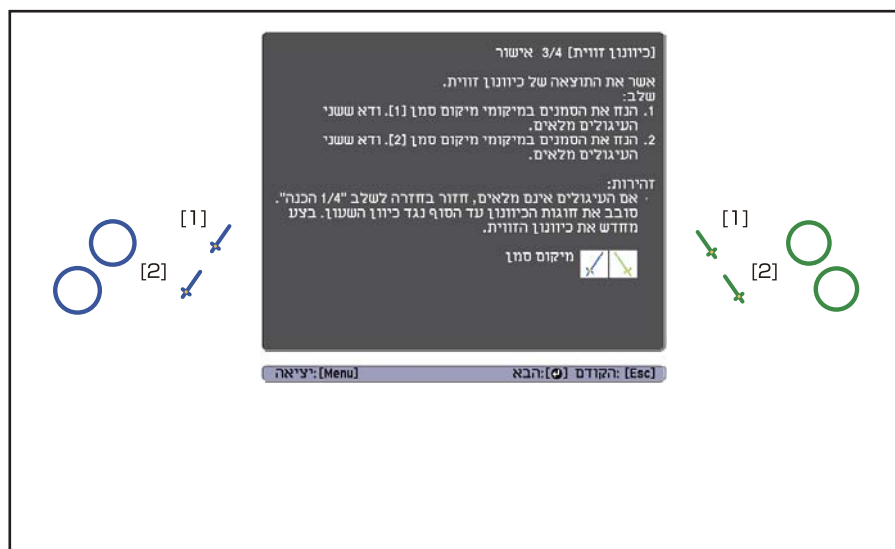 [כיוונון זווית] 3/4 אישור
אשר את התוצאה של כיוונון זווית.
שלב:
1. הנח את הסמנים במיקומי מיקום סמן [1]. ודא ששני
העיגולים מלאים.
2. הנח את הסמנים במיקומי מיקום סמן [2]. ודא ששני
העיגולים מלאים.
זהירות:
· אם העיגולים אינם מלאים, חזור בחזרה לשלב "1/4 הכנה".
סובב את חוגות הכיוונון עד הסוף נגד כיוון השעון. בצע
מחדש את כיוונון הזווית.
[1] [1]
[2] [2]
מיקום סמן
[Esc] :הקודם [⏎]:הבא [Menu]:יציאה